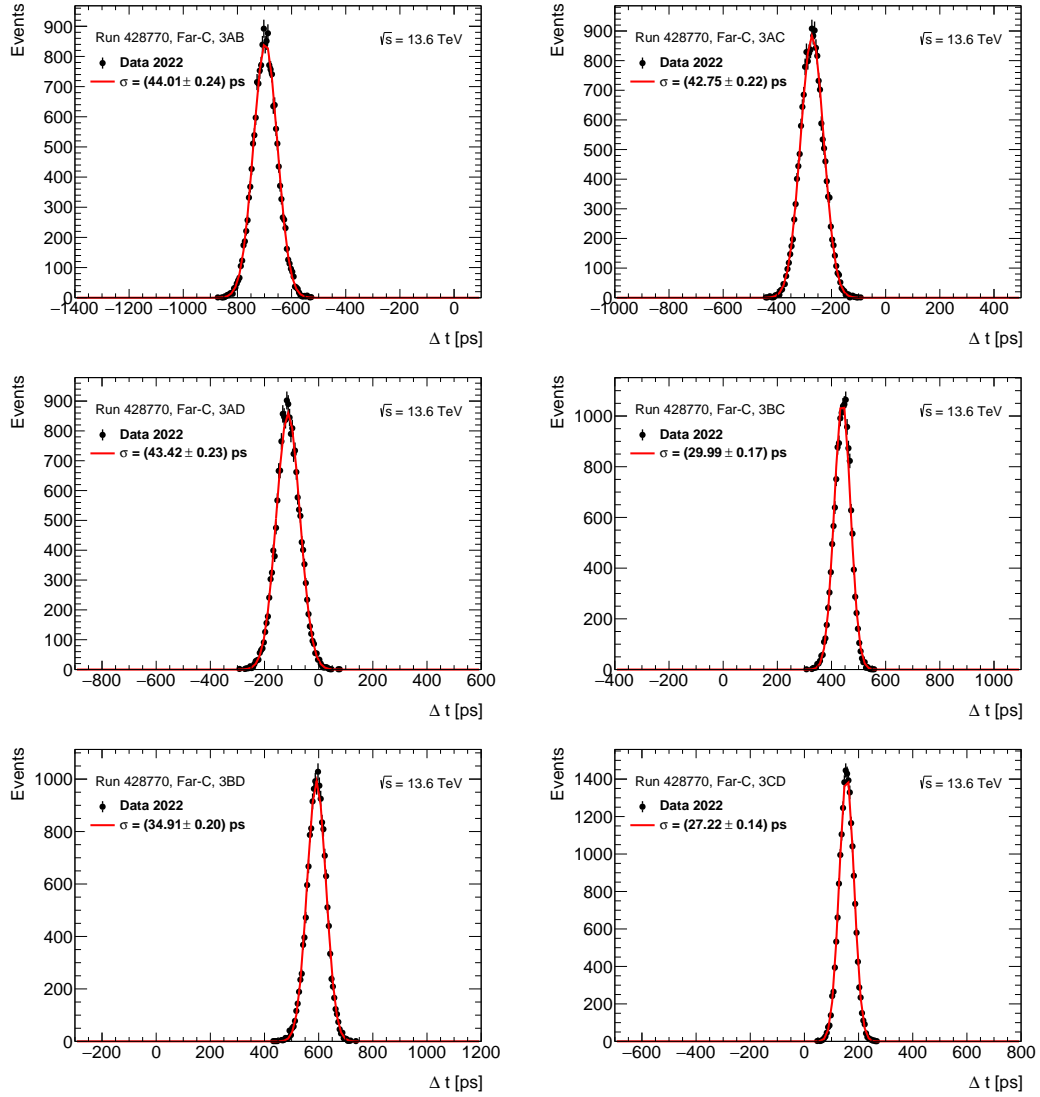 Events
900
800
700
600
500
400
300
200
100
0
Run 428770, Far-C, 3AB
√s = 13.6 TeV
Data 2022
σ = (44.01± 0.24) ps
−1400 −1200 −1000 −800 −600 −400 −200 0
Δ t [ps]
Events
900
800
700
600
500
400
300
200
100
0
Run 428770, Far-C, 3AC
√s = 13.6 TeV
Data 2022
σ = (42.75 ± 0.22) ps
−1000 −800 −600 −400 −200 0 200 400
Δ t [ps]
Events
900
800
700
600
500
400
300
200
100
0
Run 428770, Far-C, 3AD
√s = 13.6 TeV
Data 2022
σ = (43.42 ± 0.23) ps
−800 −600 −400 −200 0 200 400 600
Δ t [ps]
Events
1000
800
600
400
200
0
Run 428770, Far-C, 3BC
√s = 13.6 TeV
Data 2022
σ = (29.99 ± 0.17) ps
−400 −200 0 200 400 600 800 1000
Δ t [ps]
Events
1000
800
600
400
200
0
Run 428770, Far-C, 3BD
√s = 13.6 TeV
Data 2022
σ = (34.91± 0.20) ps
−200 0 200 400 600 800 1000 1200
Δ t [ps]
Events
1400
1200
1000
800
600
400
200
0
Run 428770, Far-C, 3CD
√s = 13.6 TeV
Data 2022
σ = (27.22 ± 0.14) ps
−600 −400 −200 0 200 400 600 800
Δ t [ps]